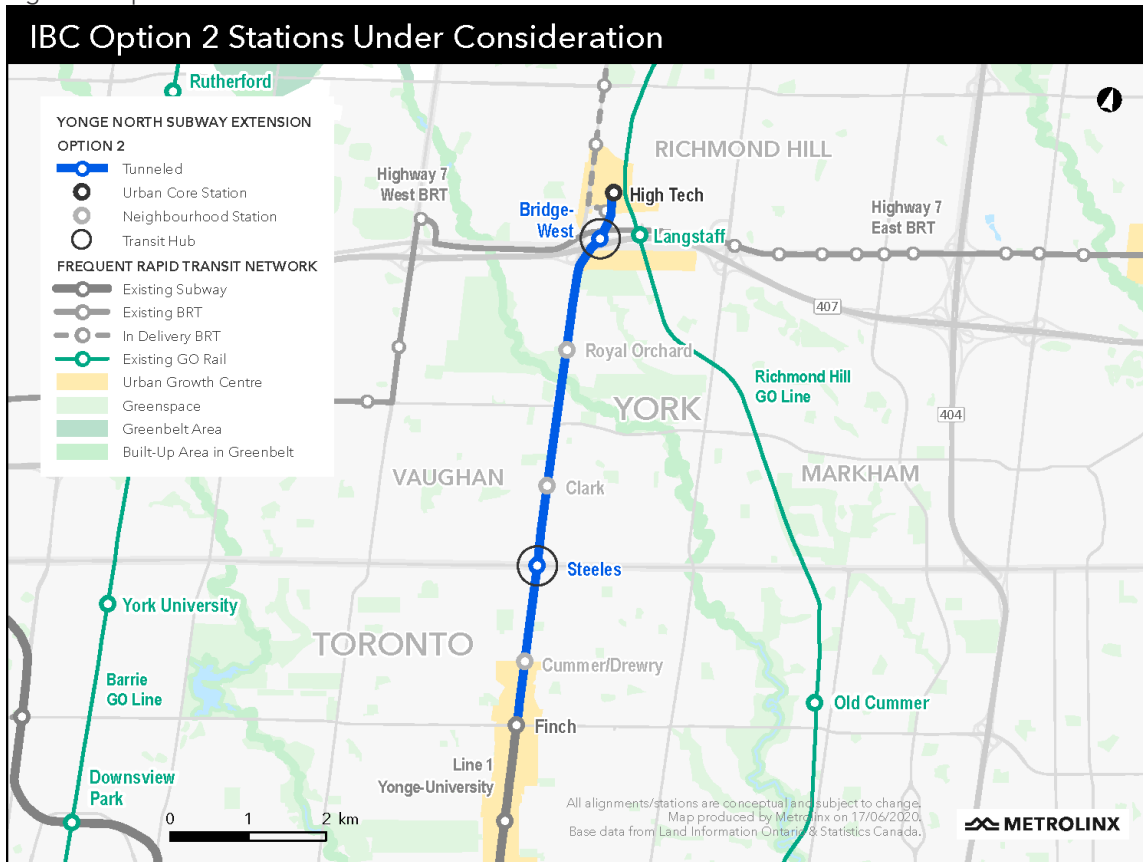 IBC Option 2 Stations Under Consideration
Rutherford
YONGE NORTH SUBWAY EXTENSION
OPTION 2
Tunneled
Urban Core Station
Neighbourhood Station
Transit Hub
FREQUENT RAPID TRANSIT NETWORK
Existing Subway
Existing BRT
In Delivery BRT
Existing GO Rail
Urban Growth Centre
Greenspace
Greenbelt Area
Built-Up Area in Greenbelt
RICHMOND HILL
Highway 7
West BRT
High Tech
Bridge-
West
Langstaff
Highway 7
East BRT
407
Royal Orchard
Richmond Hill
GO Line
YORK
404
VAUGHAN
MARKHAM
Clark
Steeles
York University
TORONTO
Cummer/Drewry
Barrie
GO Line
Old Cummer
Finch
Line 1
Yonge-University
Downsview
Park
0 1 2 km
All alignments/stations are conceptual and subject to change.
Map produced by Metrolinx on 17/06/2020.
Base data from Land Information Ontario & Statistics Canada.
METROLINX